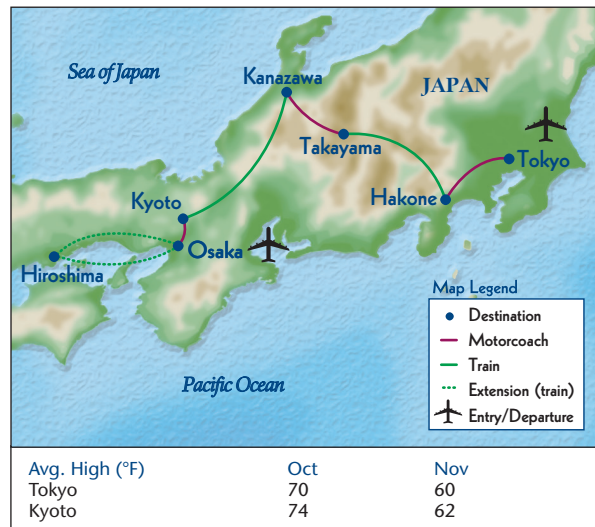 Sea of Japan
Kanazawa
JAPAN
Takayama
Tokyo
Hakone
Kyoto
Osaka
Hiroshima
Pacific Ocean
Map Legend
Destination
Motorcoach
Train
Extension (train)
Entry/Departure
Avg. High (°F) Oct Nov
Tokyo 70 60
Kyoto 74 62